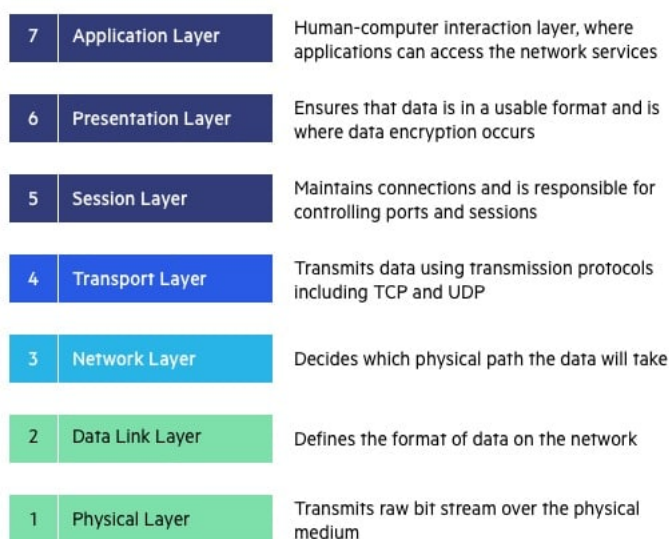 7 Application Layer
Human-computer interaction layer, where
applications can access the network services
6 Presentation Layer
Ensures that data is in a usable format and is
where data encryption occurs
5 Session Layer
Maintains connections and is responsible for
controlling ports and sessions
4 Transport Layer
Transmits data using transmission protocols
including TCP and UDP
3 Network Layer
Decides which physical path the data will take
2 Data Link Layer
Defines the format of data on the network
1 Physical Layer
Transmits raw bit stream over the physical
medium